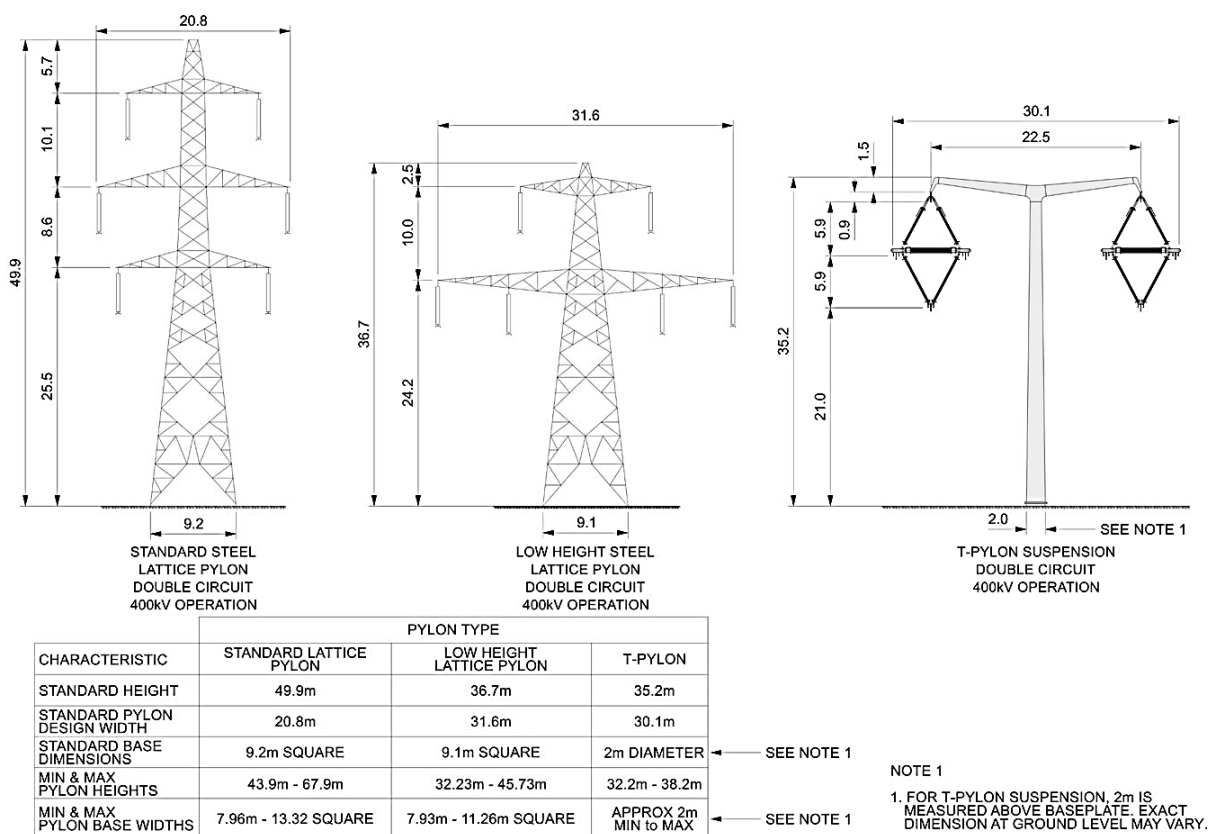 20.8
5.7
10.1
8.6
49.9
25.5
9.2
STANDARD STEEL
LATTICE PYLON
DOUBLE CIRCUIT
400kV OPERATION
31.6
2.5
10.0
36.7
24.2
9.1
LOW HEIGHT STEEL
LATTICE PYLON
DOUBLE CIRCUIT
400kV OPERATION
30.1
22.5
1.5
5.9
0.9
5.9
35.2
21.0
2.0
SEE NOTE 1
T-PYLON SUSPENSION
DOUBLE CIRCUIT
400kV OPERATION
PYLON TYPE
CHARACTERISTIC
STANDARD LATTICE
PYLON
LOW HEIGHT
LATTICE PYLON
T-PYLON
STANDARD HEIGHT
49.9m
36.7m
35.2m
STANDARD PYLON
DESIGN WIDTH
20.8m
31.6m
30.1m
STANDARD BASE
DIMENSIONS
9.2m SQUARE
9.1m SQUARE
2m DIAMETER
SEE NOTE 1
MIN & MAX
PYLON HEIGHTS
43.9m - 67.9m
32.23m - 45.73m
32.2m - 38.2m
MIN & MAX
PYLON BASE WIDTHS
7.96m - 13.32 SQUARE
7.93m - 11.26m SQUARE
APPROX 2m
MIN to MAX
SEE NOTE 1
NOTE 1
1. FOR T-PYLON SUSPENSION, 2m IS
MEASURED ABOVE BASEPLATE. EXACT
DIMENSION AT GROUND LEVEL MAY VARY.